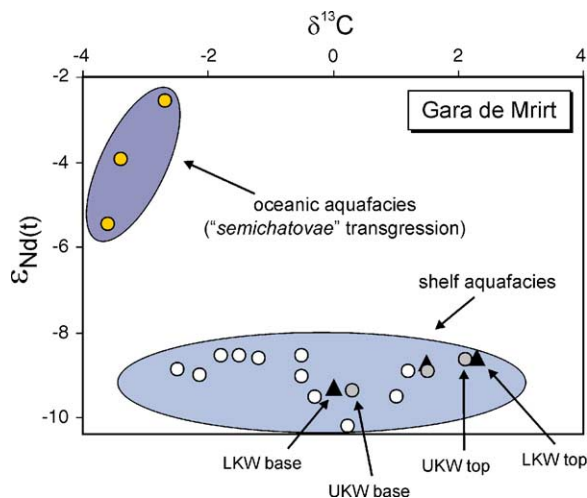 δ13C
-4 -2 0 2 4
-2
Gara de Mrirt
-4
oceanic aquafacies
("semichatovae" transgression)
-6
εNd(t)
shelf aquafacies
-8
-10
LKW base
UKW base
UKW top
LKW top